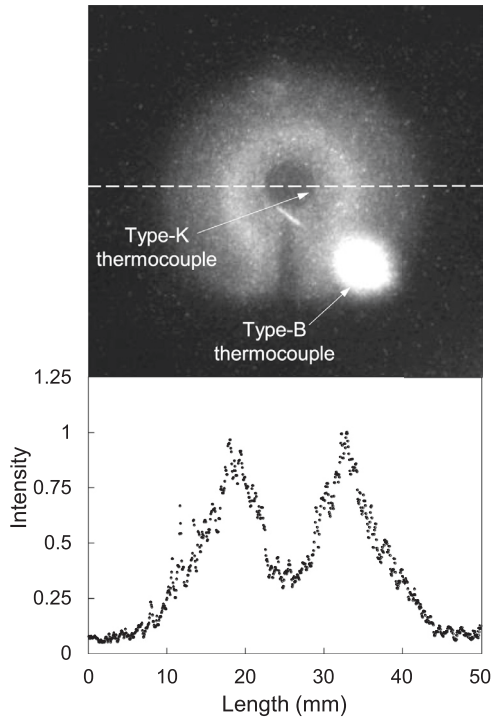 Type-K
thermocouple
Type-B
thermocouple
1.25
1
0.75
0.5
0.25
0
Intensity
0
10
20
30
40
50
Length (mm)